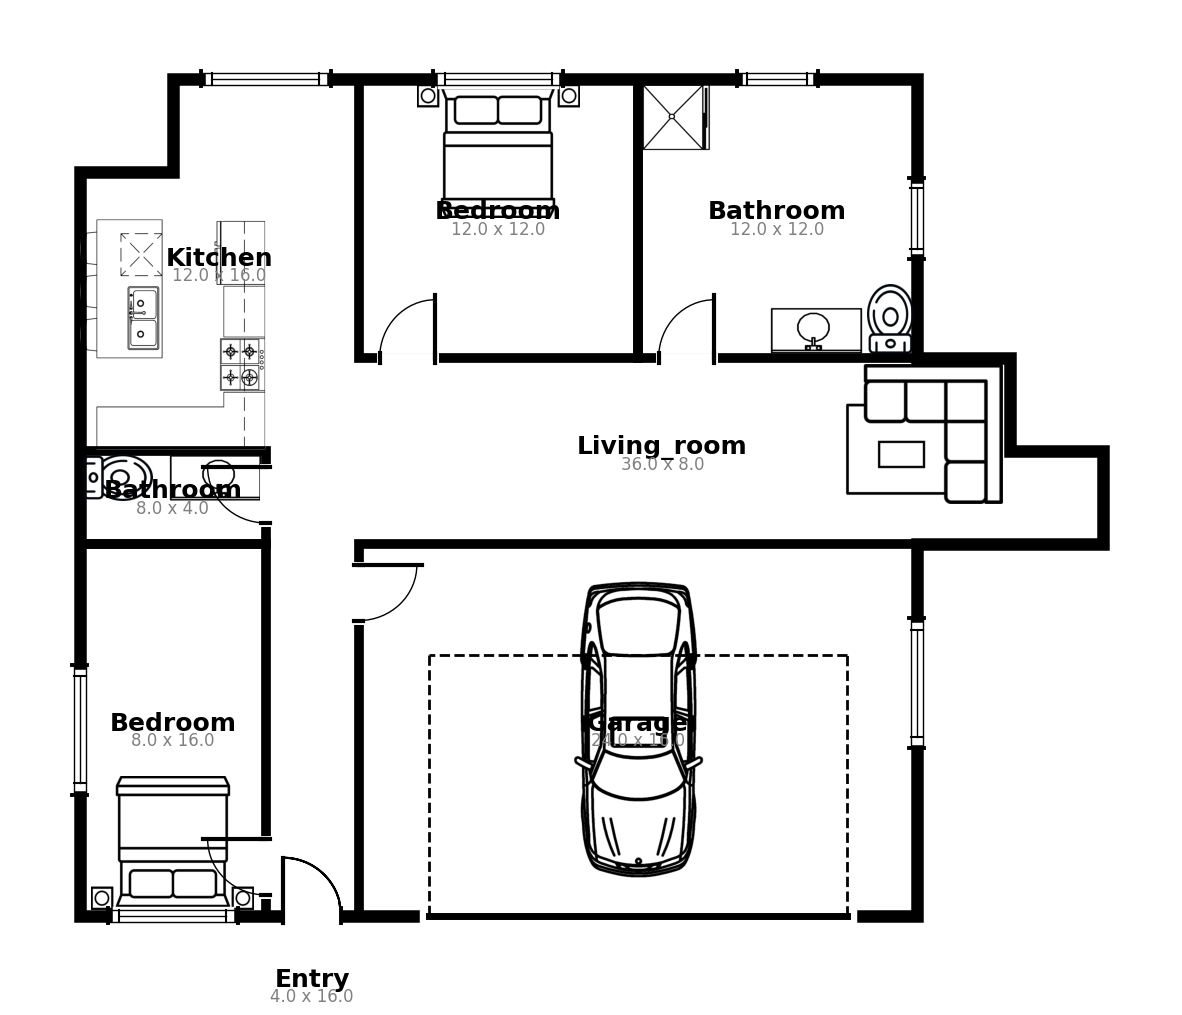 Bedroom
12.0 x 12.0
Bathroom
12.0 x 12.0
Kitchen
12.0 x 16.0
Living_room
36.0 x 8.0
Bathroom
8.0 x 4.0
Bedroom
8.0 x 16.0
Garage
24.0 x 16.0
Entry
4.0 x 16.0